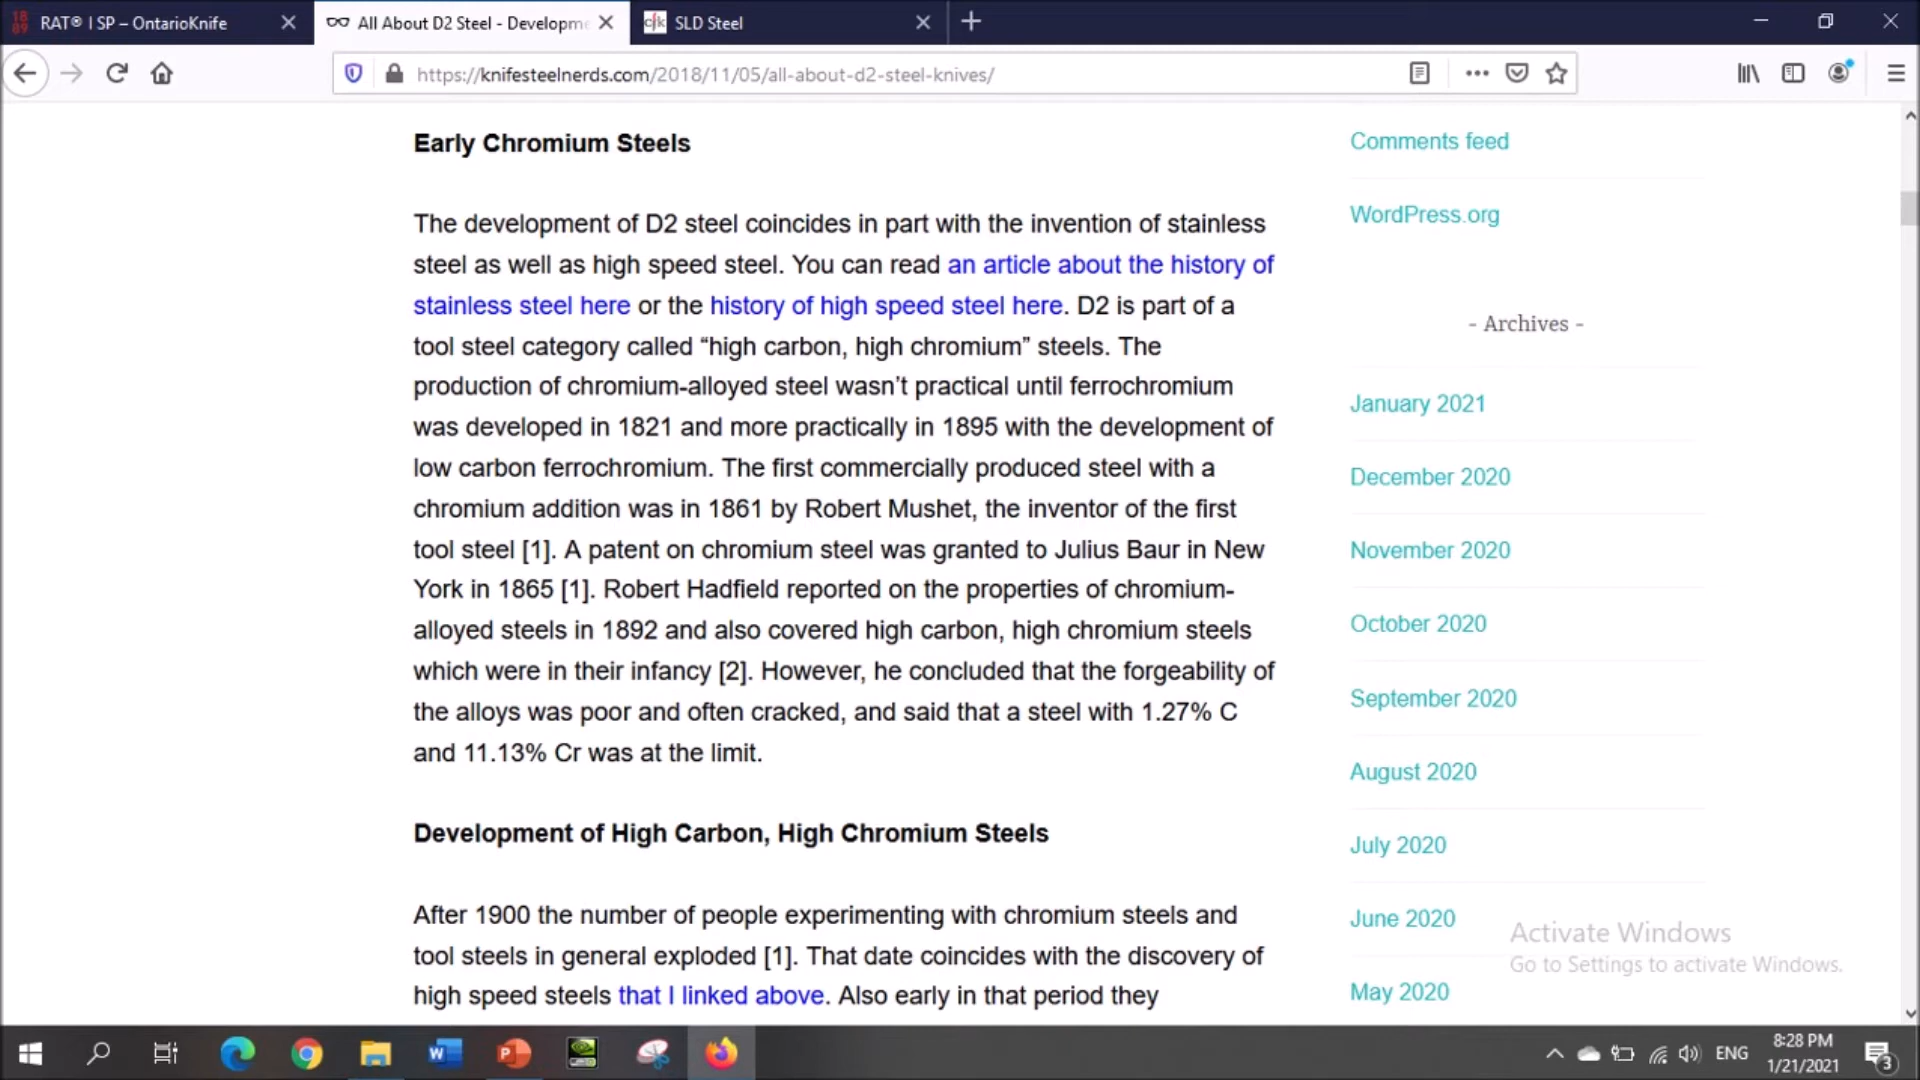 RAT® I SP – OntarioKnife
All About D2 Steel - Developme
cfk SLD Steel
https://knifesteelnerds.com/2018/11/05/all-about-d2-steel-knives/
Early Chromium Steels
The development of D2 steel coincides in part with the invention of stainless
steel as well as high speed steel. You can read an article about the history of
stainless steel here or the history of high speed steel here. D2 is part of a
tool steel category called “high carbon, high chromium” steels. The
production of chromium-alloyed steel wasn’t practical until ferrochromium
was developed in 1821 and more practically in 1895 with the development of
low carbon ferrochromium. The first commercially produced steel with a
chromium addition was in 1861 by Robert Mushet, the inventor of the first
tool steel [1]. A patent on chromium steel was granted to Julius Baur in New
York in 1865 [1]. Robert Hadfield reported on the properties of chromium-
alloyed steels in 1892 and also covered high carbon, high chromium steels
which were in their infancy [2]. However, he concluded that the forgeability of
the alloys was poor and often cracked, and said that a steel with 1.27% C
and 11.13% Cr was at the limit.
Development of High Carbon, High Chromium Steels
After 1900 the number of people experimenting with chromium steels and
tool steels in general exploded [1]. That date coincides with the discovery of
high speed steels that I linked above. Also early in that period they
Comments feed
WordPress.org
- Archives -
January 2021
December 2020
November 2020
October 2020
September 2020
August 2020
July 2020
June 2020
May 2020
Activate Windows
Go to Settings to activate Windows.
ENG
8:28 PM
1/21/2021
3